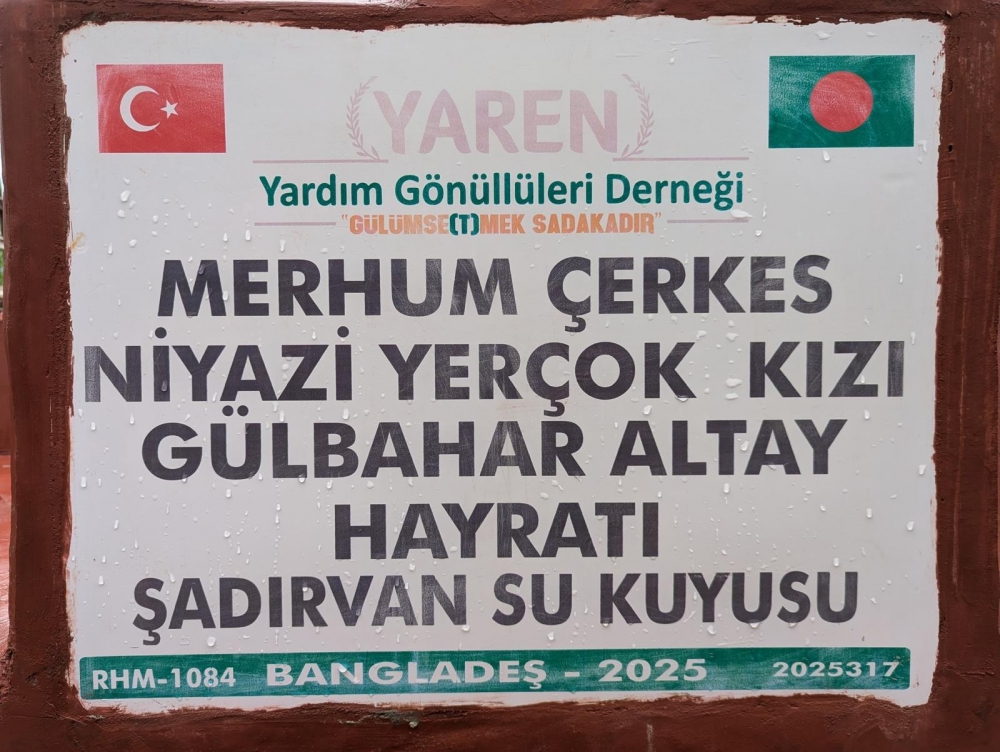 YAREN
Yardım Gönüllüleri Derneği
"GÜLÜMSE(T)MEK SADAKADIR"
MERHUM ÇERKES
NİYAZİ YERÇOK KIZI
GÜLBAHAR ALTAY
HAYRATI
ŞADIRVAN SU KUYUSU
RHM-1084 BANGLADEŞ - 2025 2025317